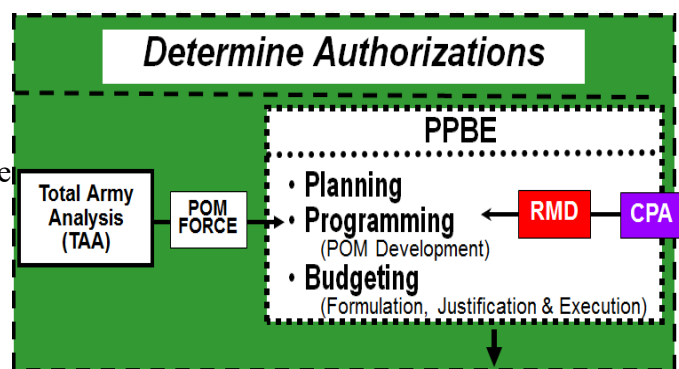 Determine Authorizations
PPBE
e
Total Army
Analysis
(TAA)
POM
FORCE
• Planning
• Programming
(POM Development)
• Budgeting
(Formulation, Justification & Execution)
RMD
CPA